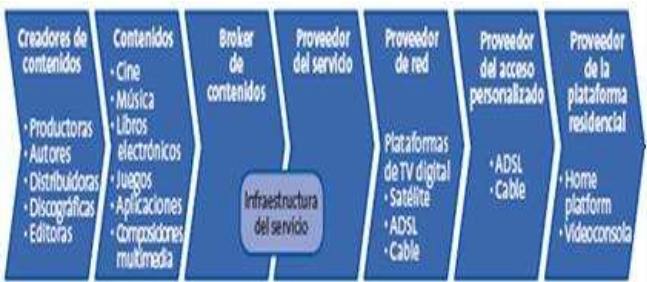 Creadores de
contenidos
• Productoras
• Autores
• Distribuidoras
• Discográficas
• Editoras
Contenidos
• Cine
• Música
• Libros
electrónicos
• Juegos
• Aplicaciones
• Composiciones
multimedia
Broker
de
contenidos
Proveedor
del servicio
Infraestructura
del servicio
Proveedor
de red
Plataformas
de TV digital
• Satélite
• ADSL
• Cable
Proveedor
del acceso
personalizado
• ADSL
• Cable
Proveedor
de la
plataforma
residencial
• Home
platform
• Videoconsola